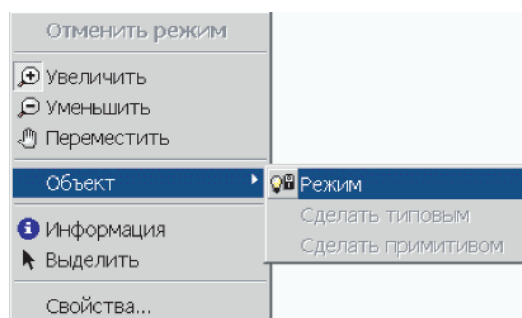 Отменить режим
Увеличить
Уменьшить
Переместить
Объект
Режим
Сделать типовым
Сделать примитивом
Информация
Выделить
Свойства...